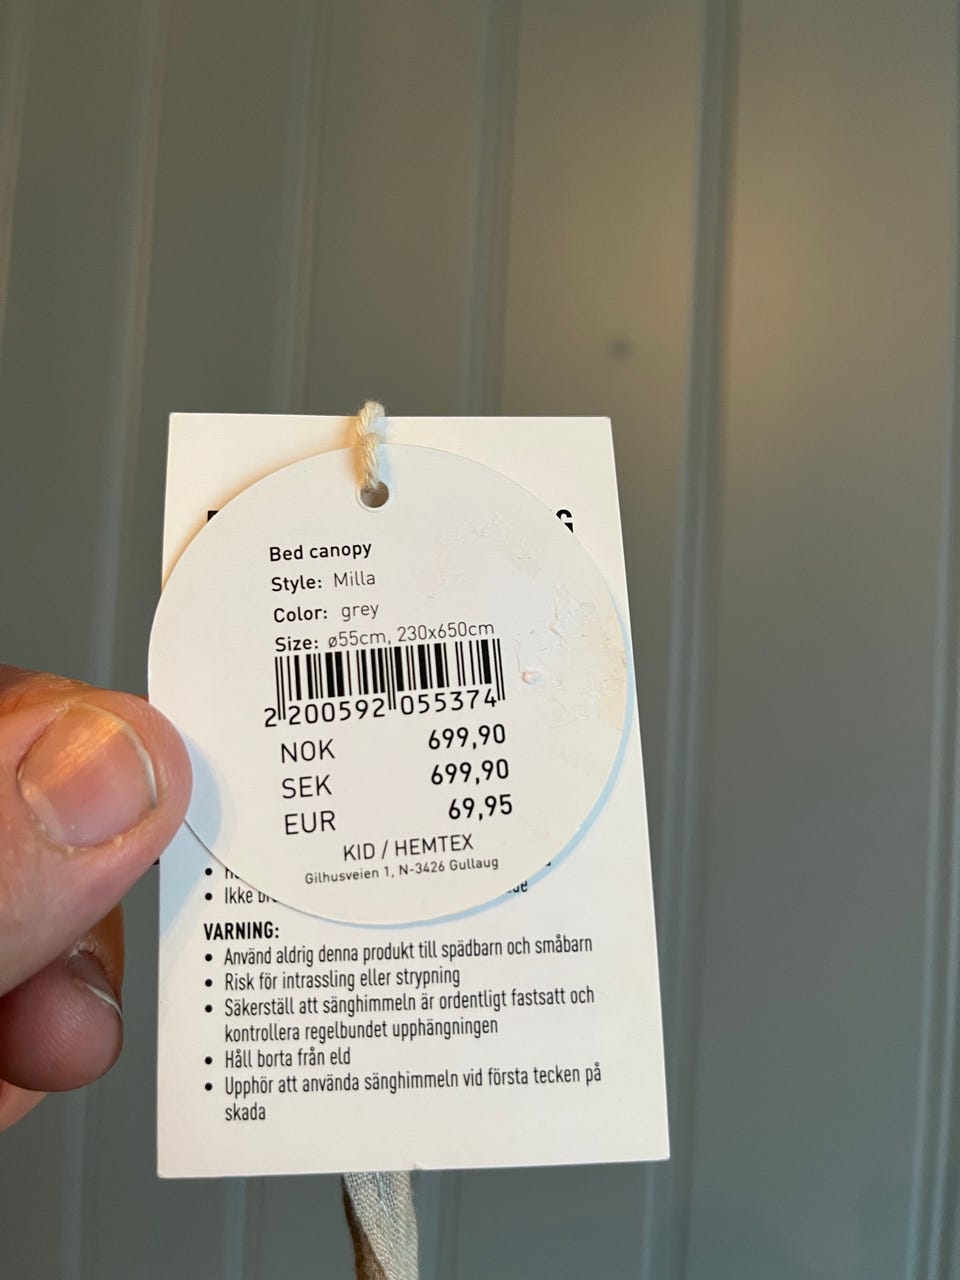 Bed canopy
Style: Milla
Color: grey
Size: ø55cm, 230x650cm
2 200592 055374
NOK 699,90
SEK 699,90
EUR 69,95
KID / HEMTEX
Gilhusveien 1, N-3426 Gullaug
• Ikke
VARNING:
• Använd aldrig denna produkt till spädbarn och småbarn
• Risk för intrassling eller strypning
• Säkerställ att sänghimmeln är ordentligt fastsatt och
kontrollera regelbundet upphängningen
• Håll borta från eld
• Upphör att använda sänghimmeln vid första tecken på
skada